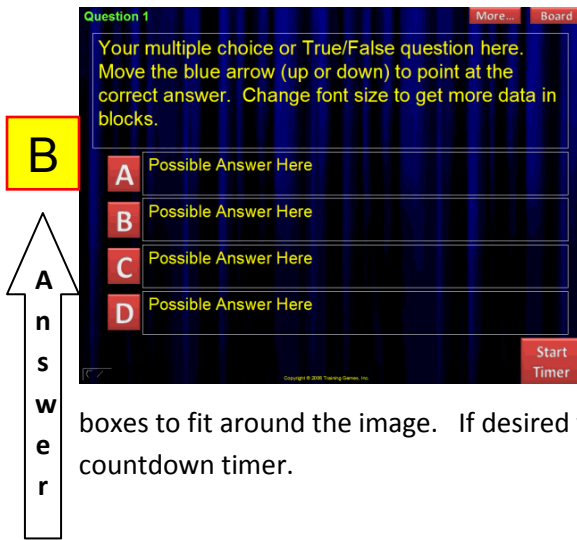 Question 1
More...
Board
Your multiple choice or True/False question here.
Move the blue arrow (up or down) to point at the
correct answer. Change font size to get more data in
blocks.
B
A
Possible Answer Here
B
Possible Answer Here
C
Possible Answer Here
D
Possible Answer Here
Start
Timer
Copyright © 2008 Training Games, Inc.
A
n
s
w
e
r
boxes to fit around the image. If desired
countdown timer.